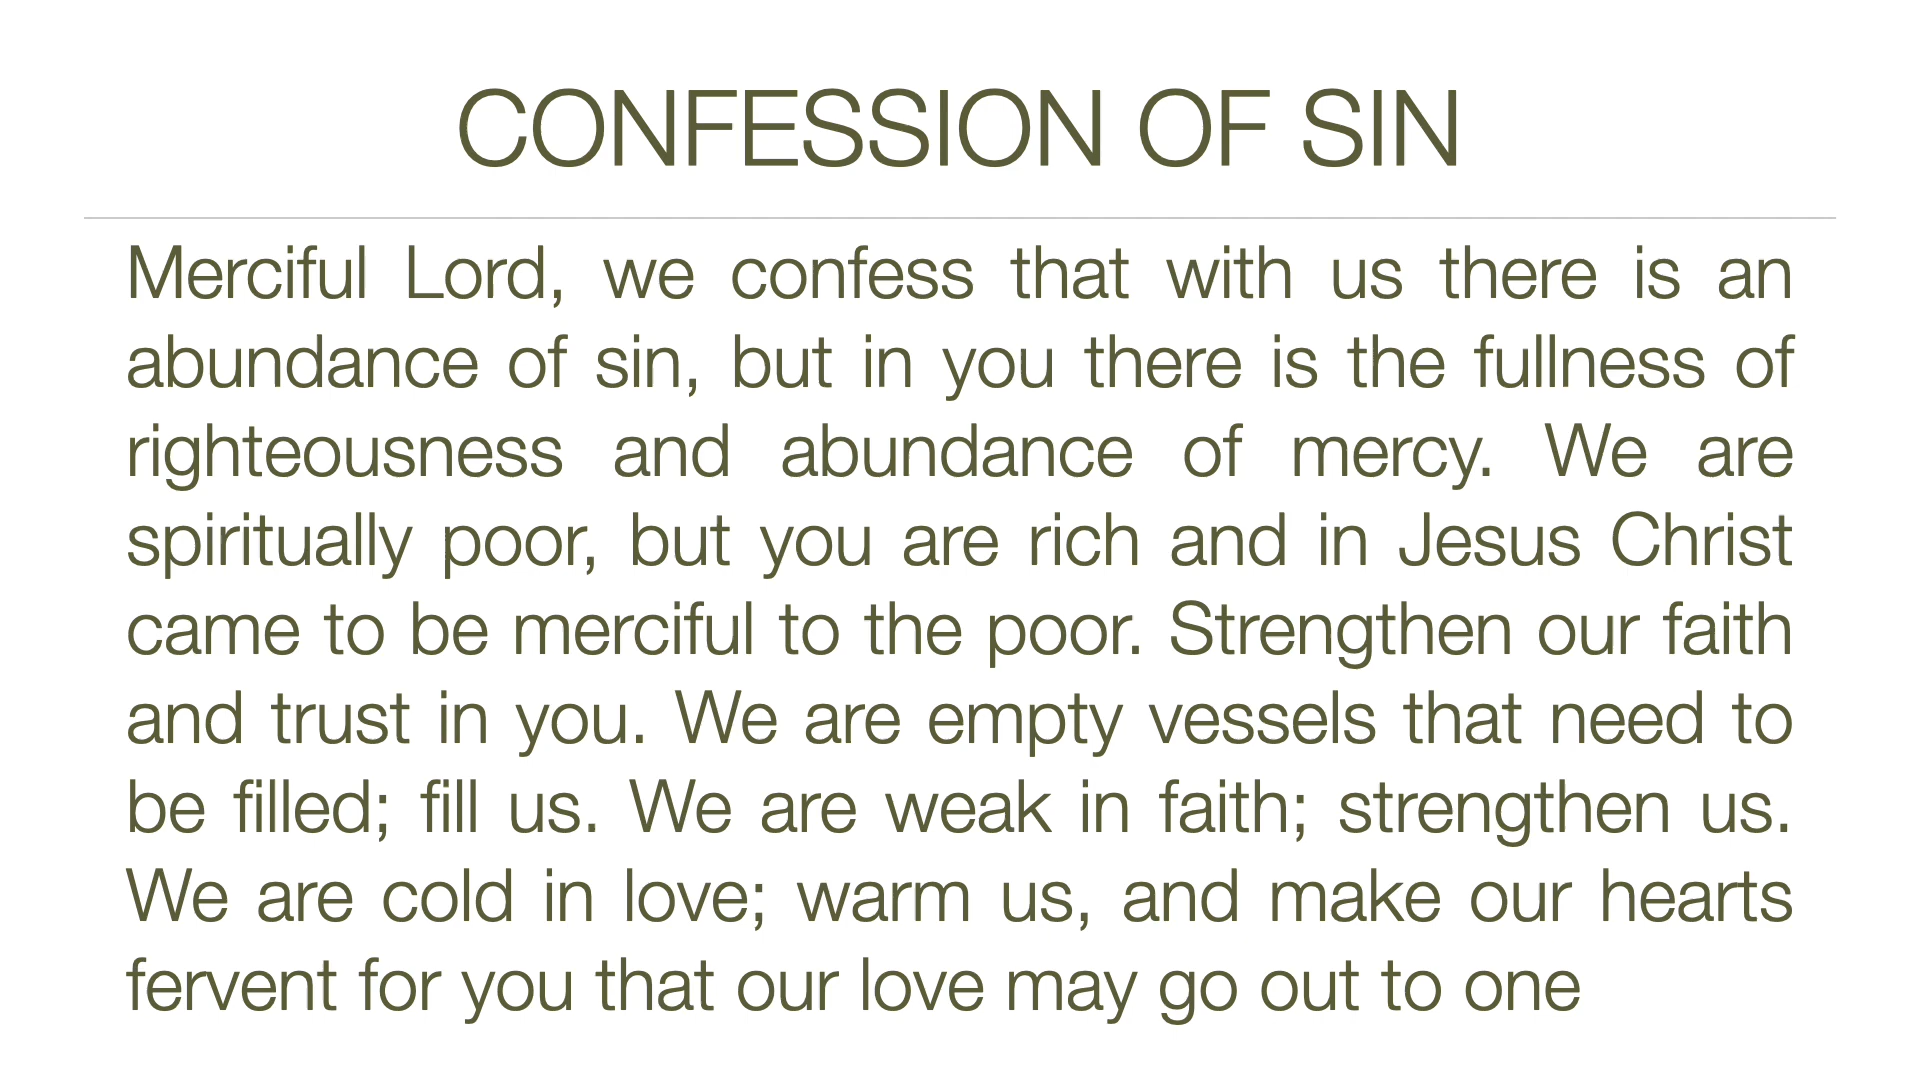 CONFESSION OF SIN
Merciful Lord, we confess that with us there is an
abundance of sin, but in you there is the fullness of
righteousness and abundance of mercy. We are
spiritually poor, but you are rich and in Jesus Christ
came to be merciful to the poor. Strengthen our faith
and trust in you. We are empty vessels that need to
be filled; fill us. We are weak in faith; strengthen us.
We are cold in love; warm us, and make our hearts
fervent for you that our love may go out to one